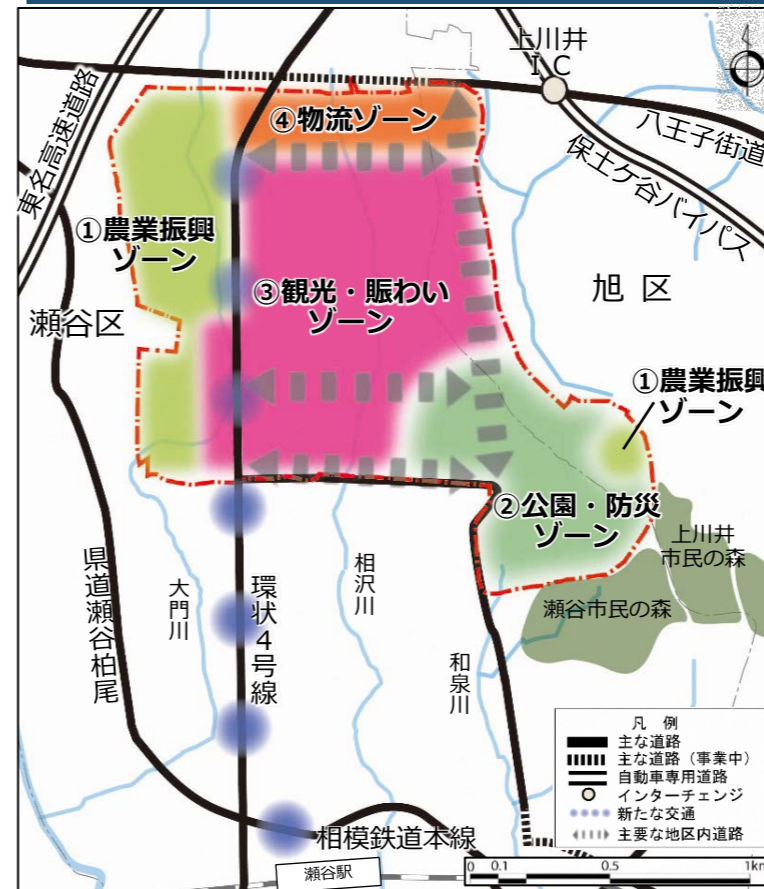 上川井
IC
東名高速道路
八王子街道
保土ケ谷バイパス
④物流ゾーン
①農業振興
ゾーン
③観光・賑わい
ゾーン
旭 区
瀬谷区
①農業振興
ゾーン
②公園・防災
ゾーン
上川井
市民の森
瀬谷市民の森
県道瀬谷柏尾
大門川
環状4号線
相沢川
和泉川
相模鉄道本線
瀬谷駅
凡 例
主な道路
主な道路（事業中）
自動車専用道路
インターチェンジ
新たな交通
主要な地区内道路
0 0.1 0.5 1km